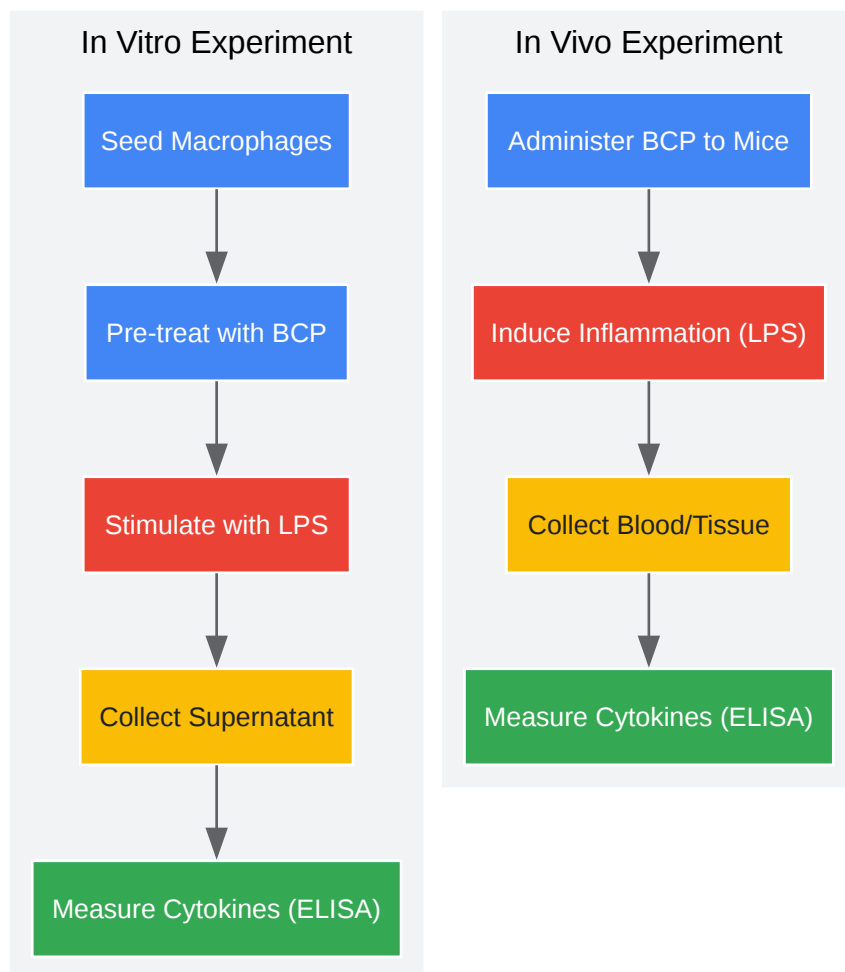 In Vitro Experiment
Seed Macrophages
Pre-treat with BCP
Stimulate with LPS
Collect Supernatant
Measure Cytokines (ELISA)
In Vivo Experiment
Administer BCP to Mice
Induce Inflammation (LPS)
Collect Blood/Tissue
Measure Cytokines (ELISA)